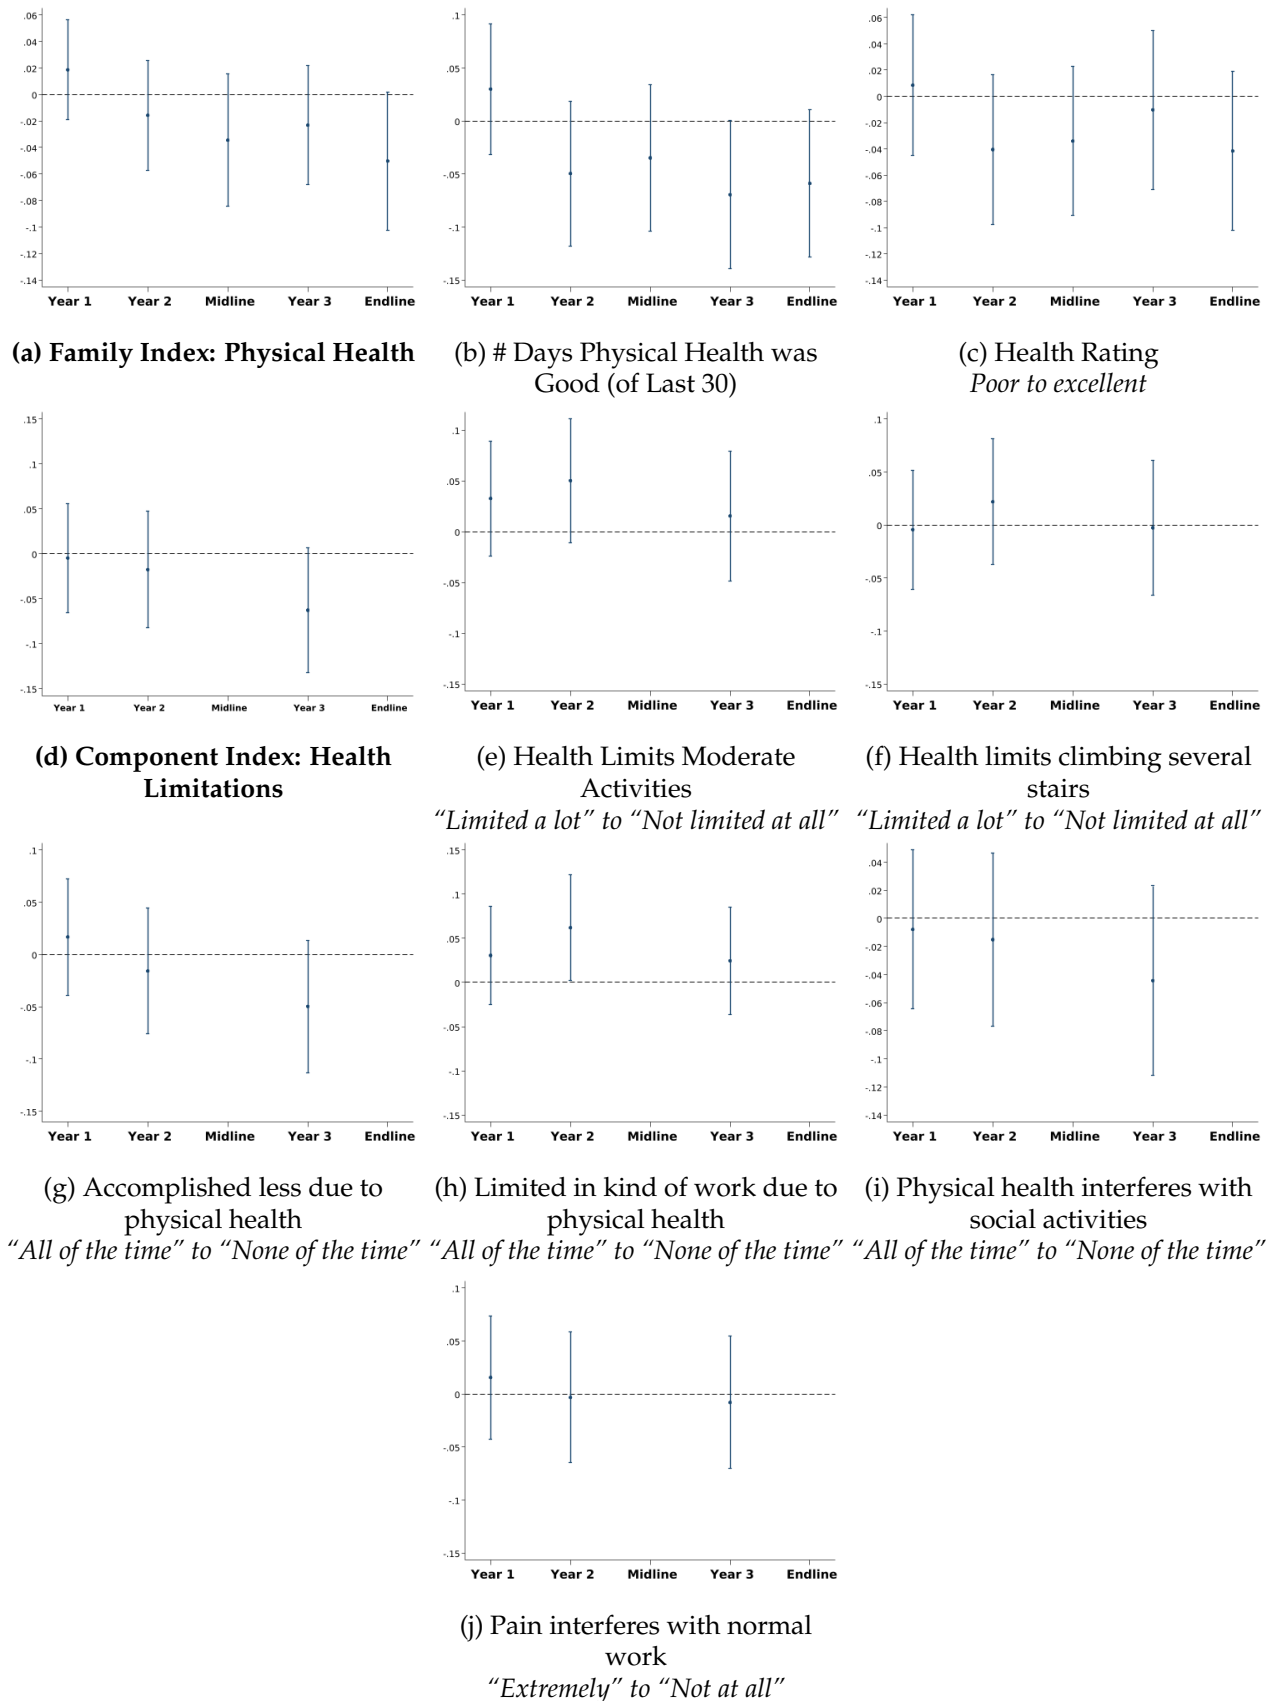 .06
.04
.02
0
-.02
-.04
-.06
-.08
-.1
-.12
-.14
Year 1 Year 2 Midline Year 3 Endline
(a) Family Index: Physical Health
.1
.05
0
-.05
-.1
-.15
Year 1 Year 2 Midline Year 3 Endline
(b) # Days Physical Health was
Good (of Last 30)
.06
.04
.02
0
-.02
-.04
-.06
-.08
-.1
-.12
-.14
Year 1 Year 2 Midline Year 3 Endline
(c) Health Rating
Poor to excellent
.15
.1
.05
0
-.05
-.1
-.15
Year 1 Year 2 Midline Year 3 Endline
(d) Component Index: Health
Limitations
.1
.05
0
-.05
-.1
-.15
Year 1 Year 2 Midline Year 3 Endline
(e) Health Limits Moderate
Activities
“Limited a lot” to “Not limited at all”
.1
.05
0
-.05
-.1
-.15
Year 1 Year 2 Midline Year 3 Endline
(f) Health limits climbing several
stairs
“Limited a lot” to “Not limited at all”
.1
.05
0
-.05
-.1
-.15
Year 1 Year 2 Midline Year 3 Endline
(g) Accomplished less due to
physical health
“All of the time” to “None of the time”
.15
.1
.05
0
-.05
-.1
-.15
Year 1 Year 2 Midline Year 3 Endline
(h) Limited in kind of work due to
physical health
“All of the time” to “None of the time”
.04
.02
0
-.02
-.04
-.06
-.08
-.1
-.12
-.14
Year 1 Year 2 Midline Year 3 Endline
(i) Physical health interferes with
social activities
“All of the time” to “None of the time”
.1
.05
0
-.05
-.1
-.15
Year 1 Year 2 Midline Year 3 Endline
(j) Pain interferes with normal
work
“Extremely” to “Not at all”